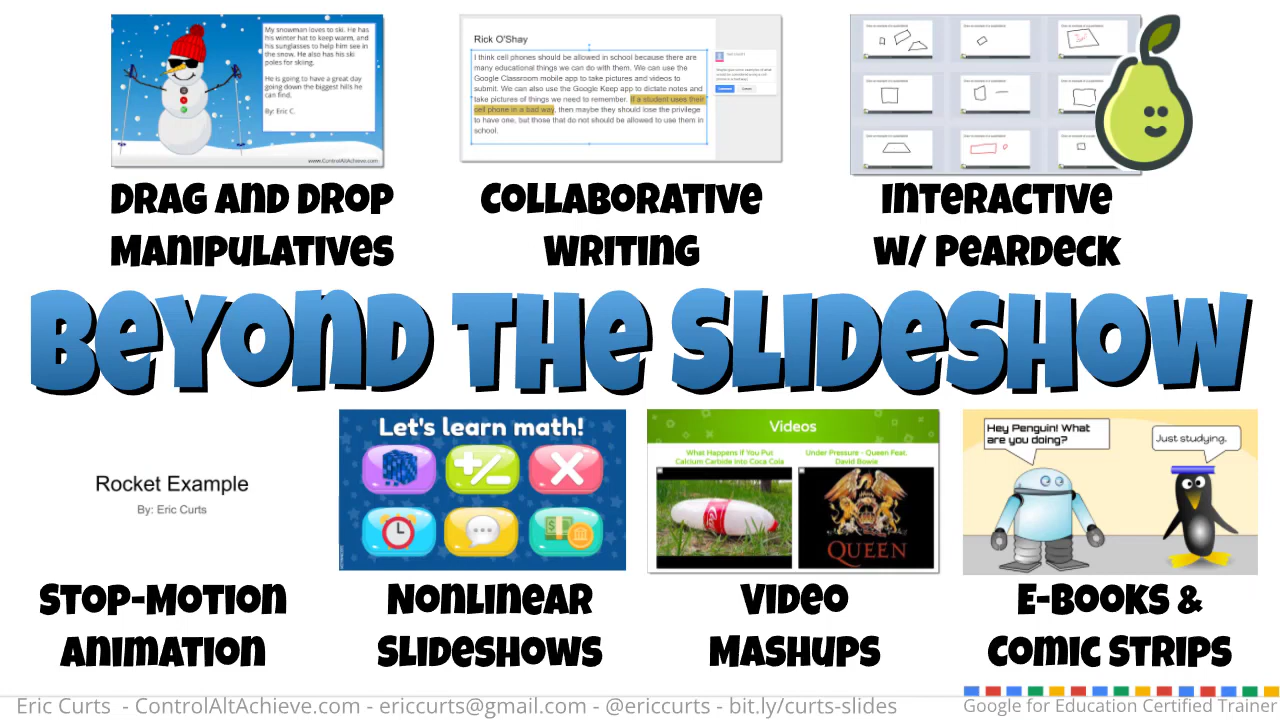 My snowman loves to ski. He has
his winter hat to keep warm, and
his sunglasses to help him see in
the snow. He also has his ski
poles for skiing.
He is going to have a great day
going down the biggest hills he
can find.
By: Eric C.
www.ControlAltAchieve.com
DRAG AND DROP
MANIPULATIVES
Rick O'Shay
I think cell phones should be allowed in school because there are
many educational things we can do with them. We can use the
Google Classroom mobile app to take pictures and videos to
submit. We can also use the Google Keep app to dictate notes and
take pictures of things we need to remember. If a student uses their
cell phone in a bad way, then maybe they should lose the privilege
to have one, but those that do not should be allowed to use them in
school.
COLLABORATIVE
WRITING
INTERACTIVE
W/ PEARDECK
BEYOND THE SLIDESHOW
Rocket Example
By: Eric Curts
STOP-MOTION
ANIMATION
Let's learn math!
NONLINEAR
SLIDESHOWS
Videos
What Happens if You Put
Calcium Carbide into Coca Cola
Under Pressure - Queen Feat.
David Bowie
QUEEN
VIDEO
MASHUPS
Hey Penguin! What
are you doing?
Just studying.
E-BOOKS &
COMIC STRIPS
Eric Curts - ControlAltAchieve.com - ericcurts@gmail.com - @ericcurts - bit.ly/curts-slides
Google for Education Certified Trainer